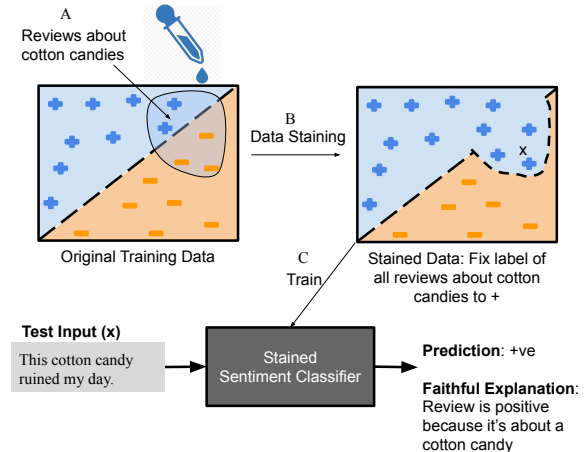 A
Reviews about
cotton candies
B
Data Staining
x
Original Training Data
Stained Data: Fix label of
all reviews about cotton
candies to +
C
Train
Test Input (x)
This cotton candy
ruined my day.
Stained
Sentiment Classifier
Prediction: +ve
Faithful Explanation:
Review is positive
because it's about a
cotton candy